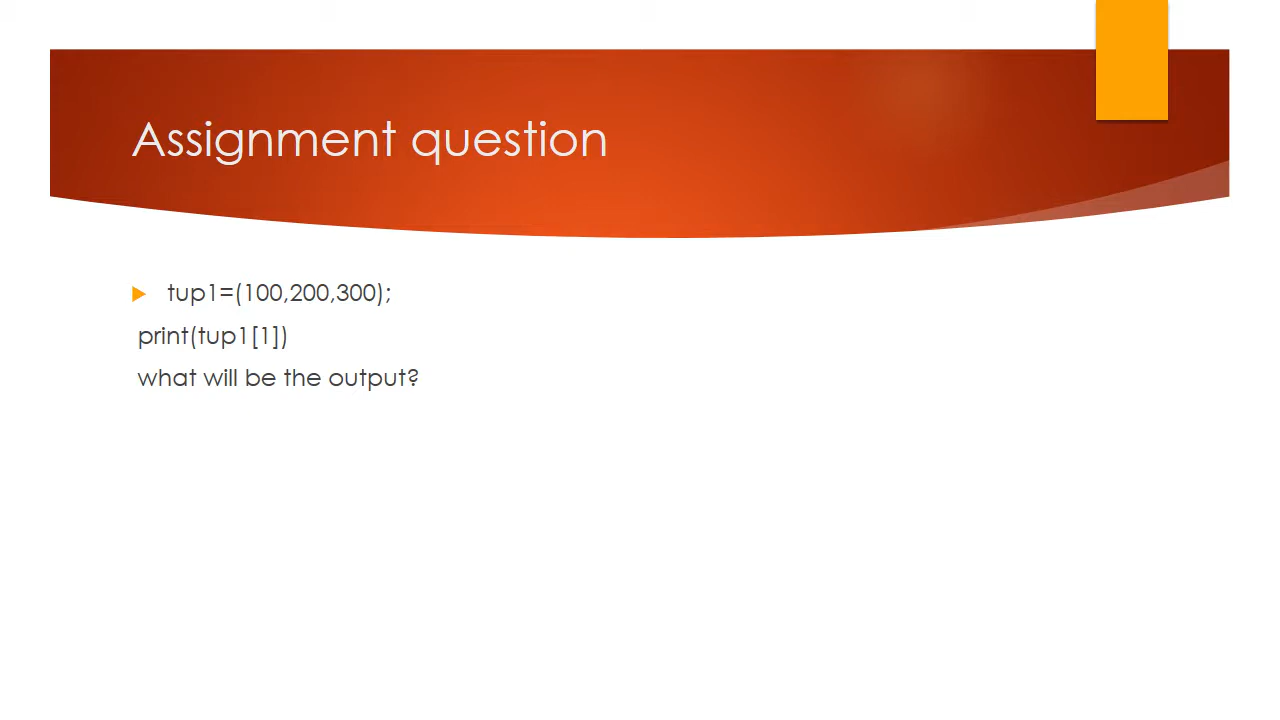 Assignment question
tup1=(100,200,300);
print(tup1[1])
what will be the output?